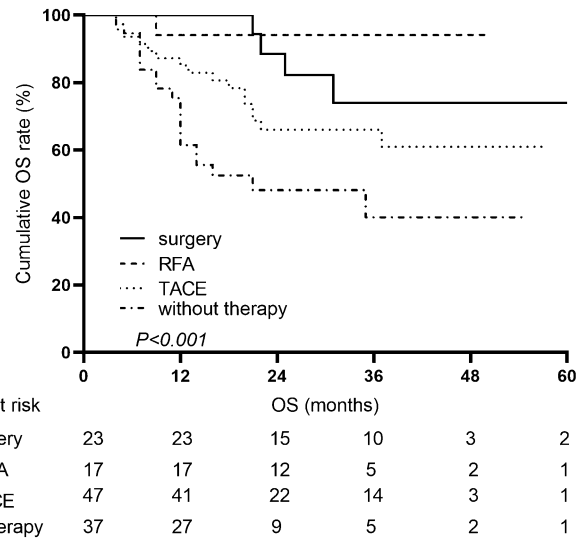 100
80
60
40
20
0
Cumulative OS rate (%)
surgery
RFA
TACE
without therapy
P<0.001
0 12 24 36 48 60
t risk OS (months)
ery 23 23 15 10 3 2
A 17 17 12 5 2 1
CE 47 41 22 14 3 1
erapy 37 27 9 5 2 1